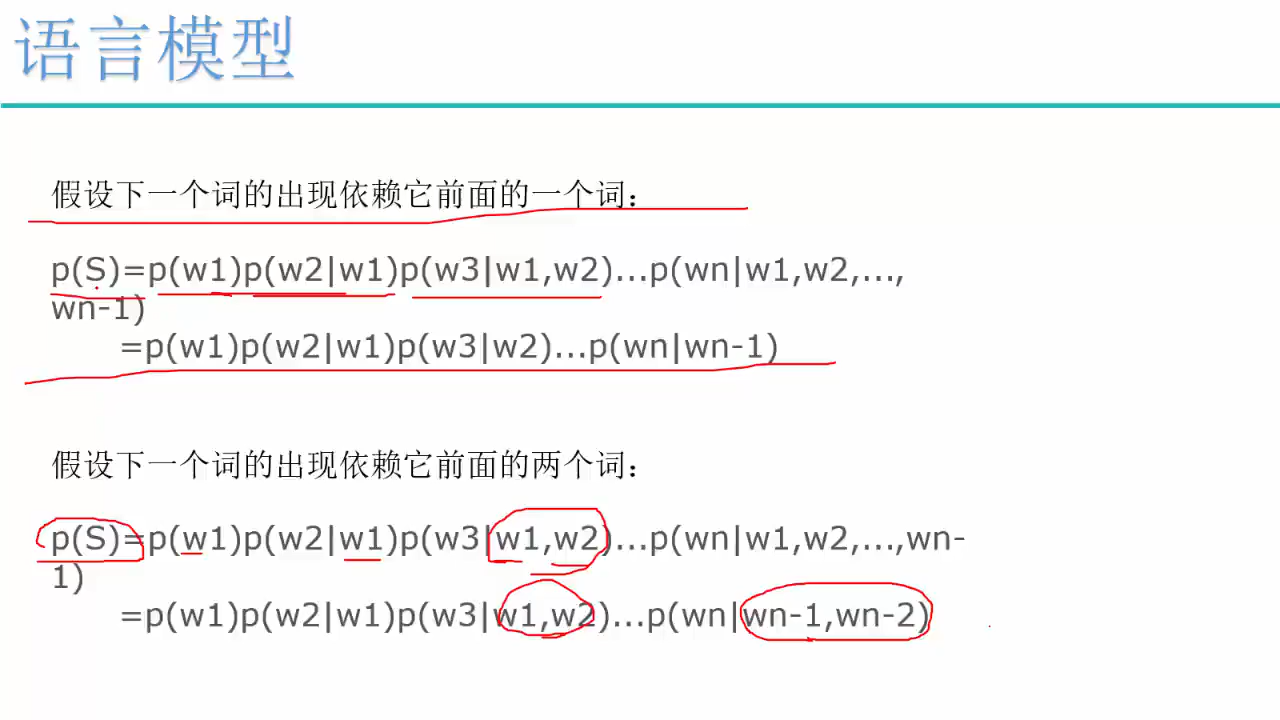 语言模型
假设下一个词的出现依赖它前面的一个词：
p(S)=p(w1)p(w2|w1)p(w3|w1,w2)...p(wn|w1,w2,...,
wn-1)
=p(w1)p(w2|w1)p(w3|w2)...p(wn|wn-1)
假设下一个词的出现依赖它前面的两个词：
p(S)=p(w1)p(w2|w1)p(w3|w1,w2)...p(wn|w1,w2,...,wn-
1)
=p(w1)p(w2|w1)p(w3|w1,w2)...p(wn|wn-1,wn-2)